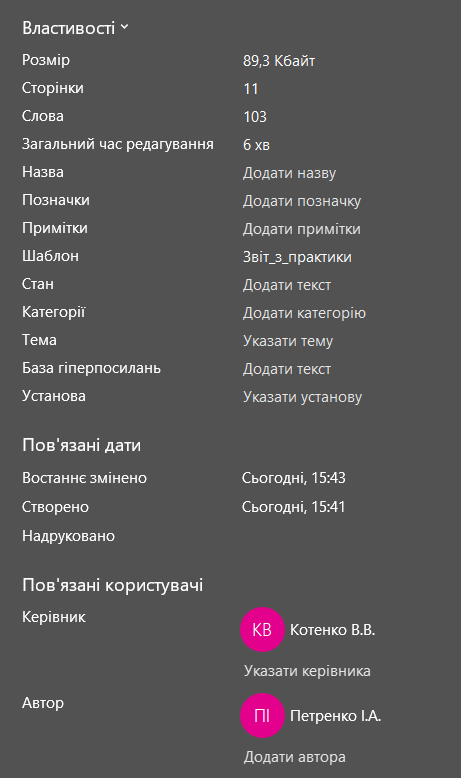 Властивості
Розмір 89,3 Кбайт
Сторінки 11
Слова 103
Загальний час редагування 6 хв
Назва Додати назву
Позначки Додати позначку
Примітки Додати примітки
Шаблон Звіт_з_практики
Стан Додати текст
Категорії Додати категорію
Тема Указати тему
База гіперпосилань Додати текст
Установа Указати установу
Пов'язані дати
Востаннє змінено Сьогодні, 15:43
Створено Сьогодні, 15:41
Надруковано
Пов'язані користувачі
Керівник КВ Котенко В.В.
Указати керівника
Автор ПІ Петренко І.А.
Додати автора